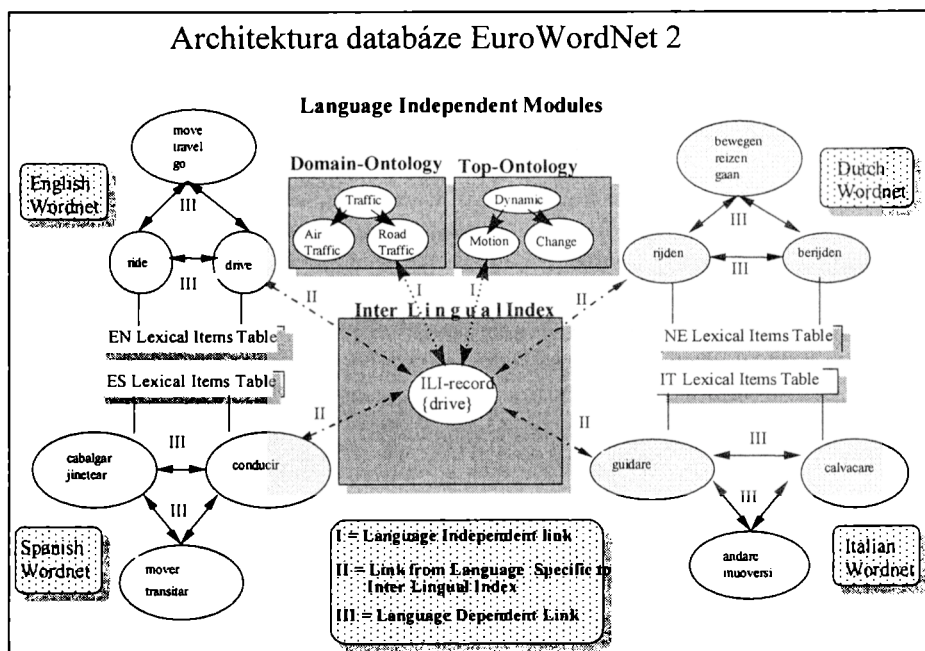 Architektura databáze EuroWordNet 2
Language Independent Modules
move
travel
go
English
Wordnet
III
ride
drive
III
EN Lexical Items Table
Domain-Ontology
Traffic
Air
Traffic
Road
Traffic
Top-Ontology
Dynamic
Motion
Change
I
I
bewegen
reizen
gaan
Dutch
Wordnet
III
rijden
berijden
III
NE Lexical Items Table
II
II
Inter Lingual Index
ILI-record
{drive}
II
II
ES Lexical Items Table
III
cabalgar
jinetear
conducir
III
Spanish
Wordnet
mover
transitar
IT Lexical Items Table
III
guidare
calvacare
III
andare
muoversi
Italian
Wordnet
I = Language Independent link
II = Link from Language Specific to
Inter Lingual Index
III = Language Dependent Link